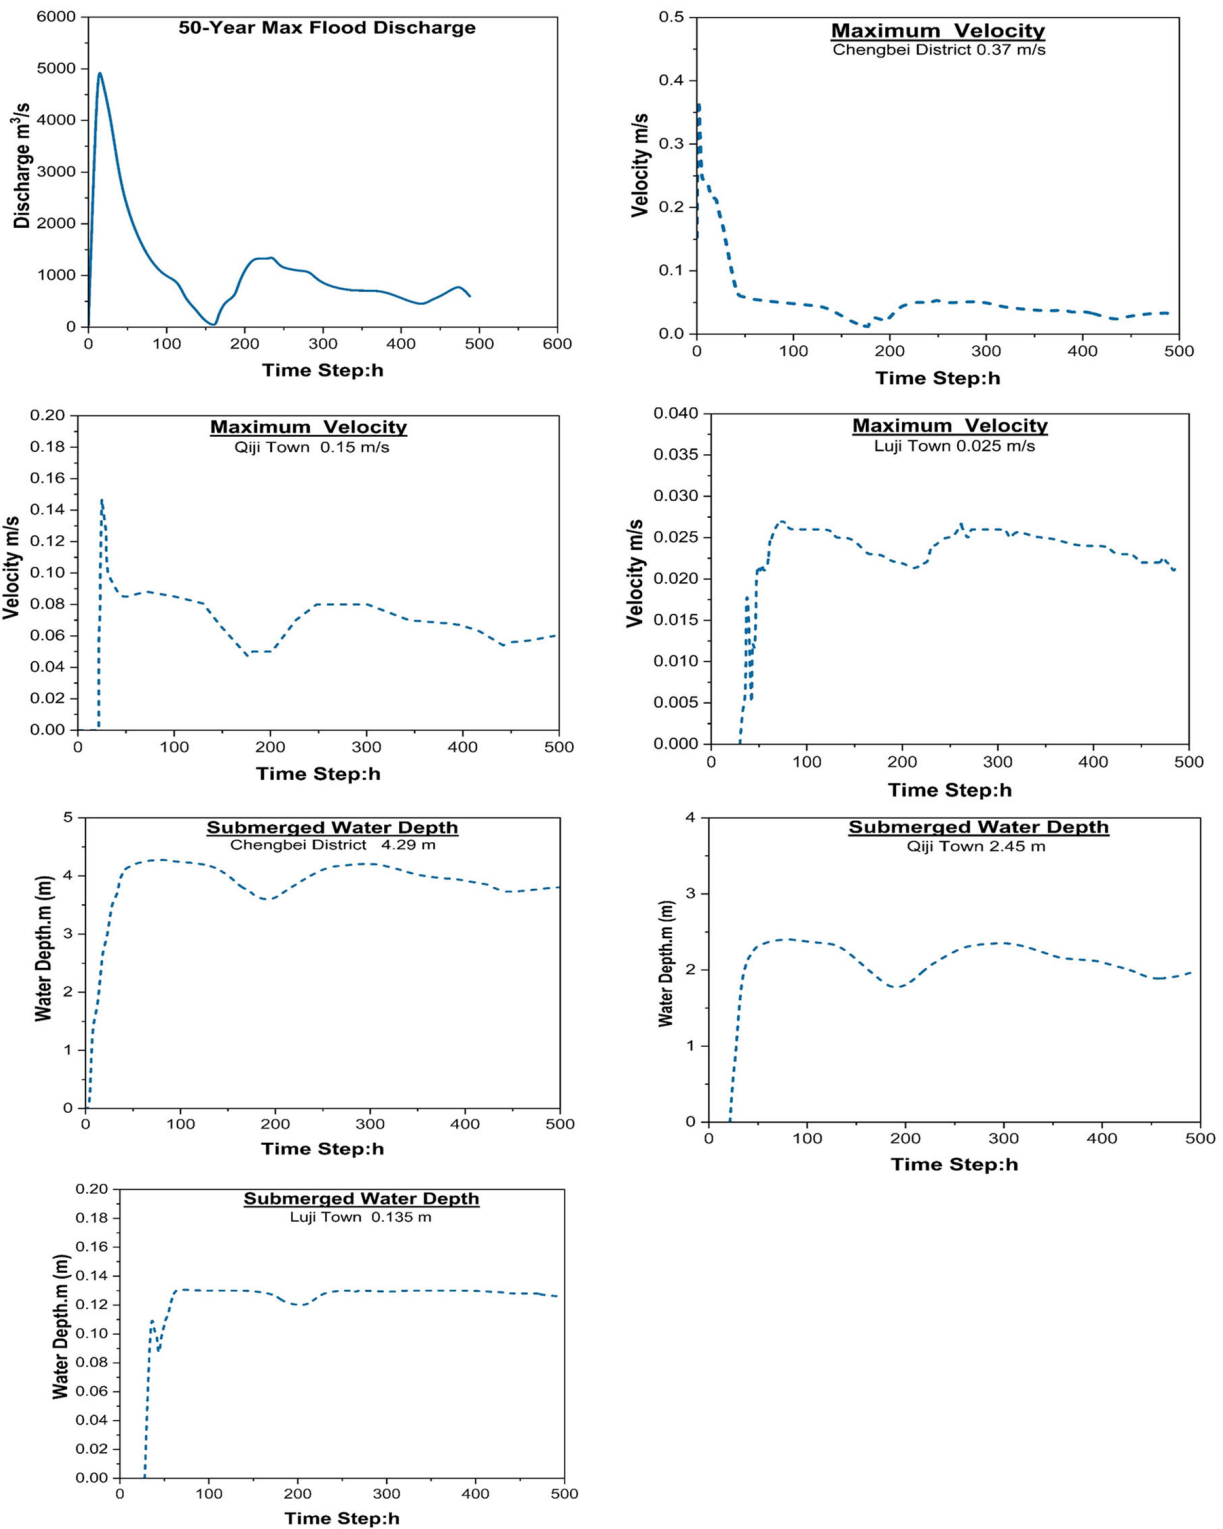 50-Year Max Flood Discharge
6000
5000
4000
3000
2000
1000
0
Discharge m³/s
0 100 200 300 400 500 600
Time Step:h
Maximum Velocity
Chengbei District 0.37 m/s
0.5
0.4
0.3
0.2
0.1
0.0
Velocity m/s
0 100 200 300 400 500
Time Step:h
Maximum Velocity
Qiji Town 0.15 m/s
0.20
0.18
0.16
0.14
0.12
0.10
0.08
0.06
0.04
0.02
0.00
Velocity m/s
0 100 200 300 400 500
Time Step:h
Maximum Velocity
Luji Town 0.025 m/s
0.040
0.035
0.030
0.025
0.020
0.015
0.010
0.005
0.000
Velocity m/s
0 100 200 300 400 500
Time Step:h
Submerged Water Depth
Chengbei District 4.29 m
5
4
3
2
1
0
Water Depth.m (m)
0 100 200 300 400 500
Time Step:h
Submerged Water Depth
Qiji Town 2.45 m
4
3
2
1
0
Water Depth.m (m)
0 100 200 300 400 500
Time Step:h
Submerged Water Depth
Luji Town 0.135 m
0.20
0.18
0.16
0.14
0.12
0.10
0.08
0.06
0.04
0.02
0.00
Water Depth.m (m)
0 100 200 300 400 500
Time Step:h